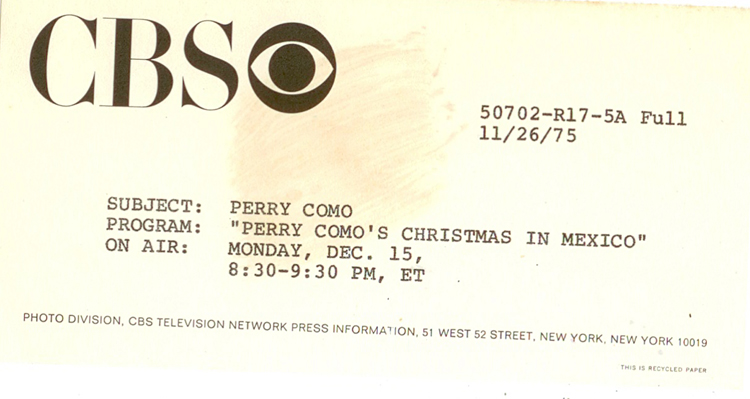 CBS
50702-R17-5A Full
11/26/75
SUBJECT: PERRY COMO
PROGRAM: "PERRY COMO'S CHRISTMAS IN MEXICO"
ON AIR: MONDAY, DEC. 15,
8:30-9:30 PM, ET
PHOTO DIVISION, CBS TELEVISION NETWORK PRESS INFORMATION, 51 WEST 52 STREET, NEW YORK, NEW YORK 10019
THIS IS RECYCLED PAPER